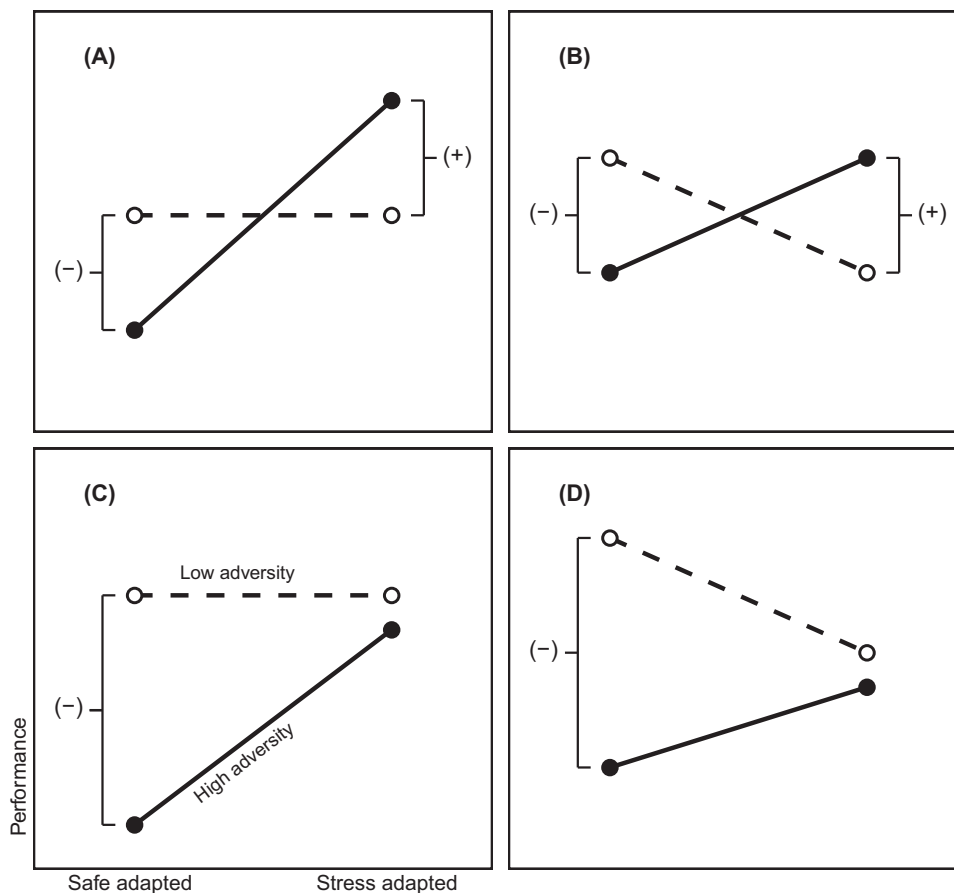 (A)
(+)
(−)
(B)
(−)
(+)
(C)
Low adversity
(−)
High adversity
Performance
Safe adapted
Stress adapted
(D)
(−)